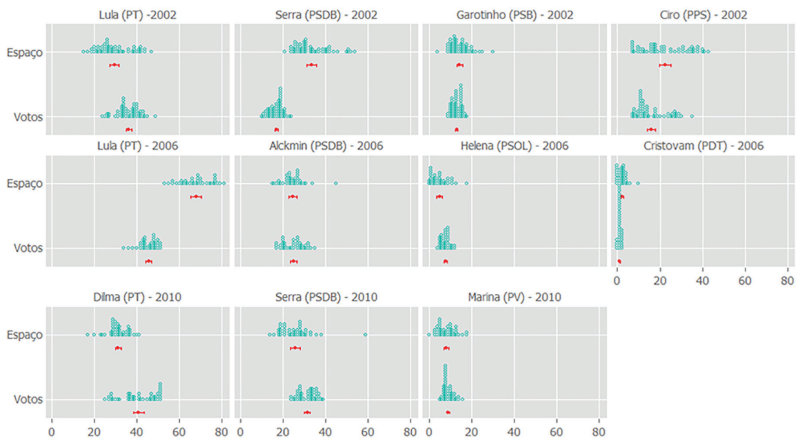 Lula (PT) -2002
Serra (PSDB) - 2002
Garotinho (PSB) - 2002
Ciro (PPS) - 2002
Espaço
Votos
Lula (PT) - 2006
Alckmin (PSDB) - 2006
Helena (PSOL) - 2006
Cristovam (PDT) - 2006
Espaço
Votos
0 20 40 60 80
Dilma (PT) - 2010
Serra (PSDB) - 2010
Marina (PV) - 2010
Espaço
Votos
0 20 40 60 80 0 20 40 60 80 0 20 40 60 80